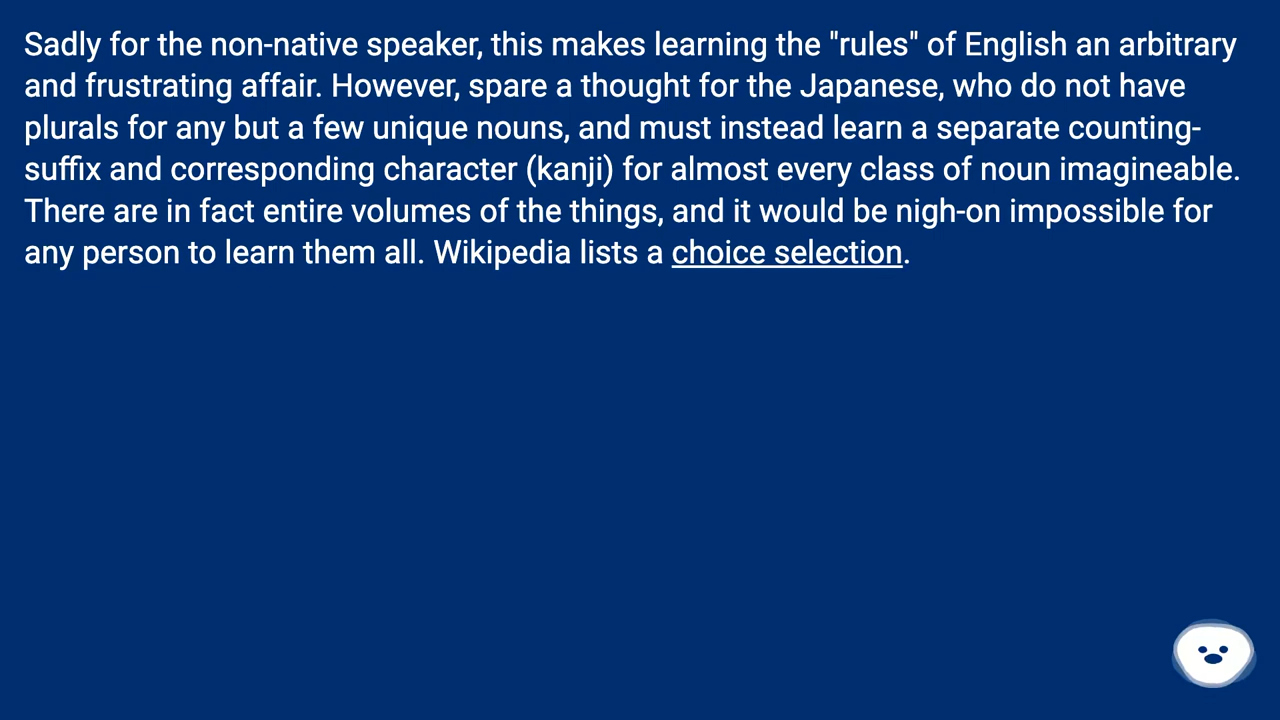 Sadly for the non-native speaker, this makes learning the "rules" of English an arbitrary
and frustrating affair. However, spare a thought for the Japanese, who do not have
plurals for any but a few unique nouns, and must instead learn a separate counting-
suffix and corresponding character (kanji) for almost every class of noun imagineable.
There are in fact entire volumes of the things, and it would be nigh-on impossible for
any person to learn them all. Wikipedia lists a choice selection.